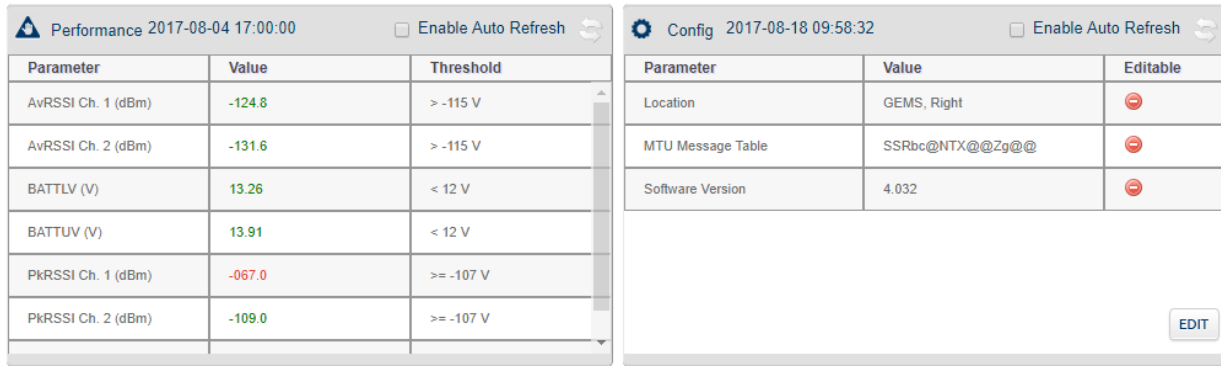 Performance 2017-08-04 17:00:00 Enable Auto Refresh
Parameter Value Threshold
AvRSSI Ch. 1 (dBm) -124.8 > -115 V
AvRSSI Ch. 2 (dBm) -131.6 > -115 V
BATTLV (V) 13.26 < 12 V
BATTUV (V) 13.91 < 12 V
PkRSSI Ch. 1 (dBm) -067.0 >= -107 V
PkRSSI Ch. 2 (dBm) -109.0 >= -107 V
Config 2017-08-18 09:58:32 Enable Auto Refresh
Parameter Value Editable
Location GEMS, Right
MTU Message Table SSRbc@NTX@@Zg@@
Software Version 4.032
EDIT